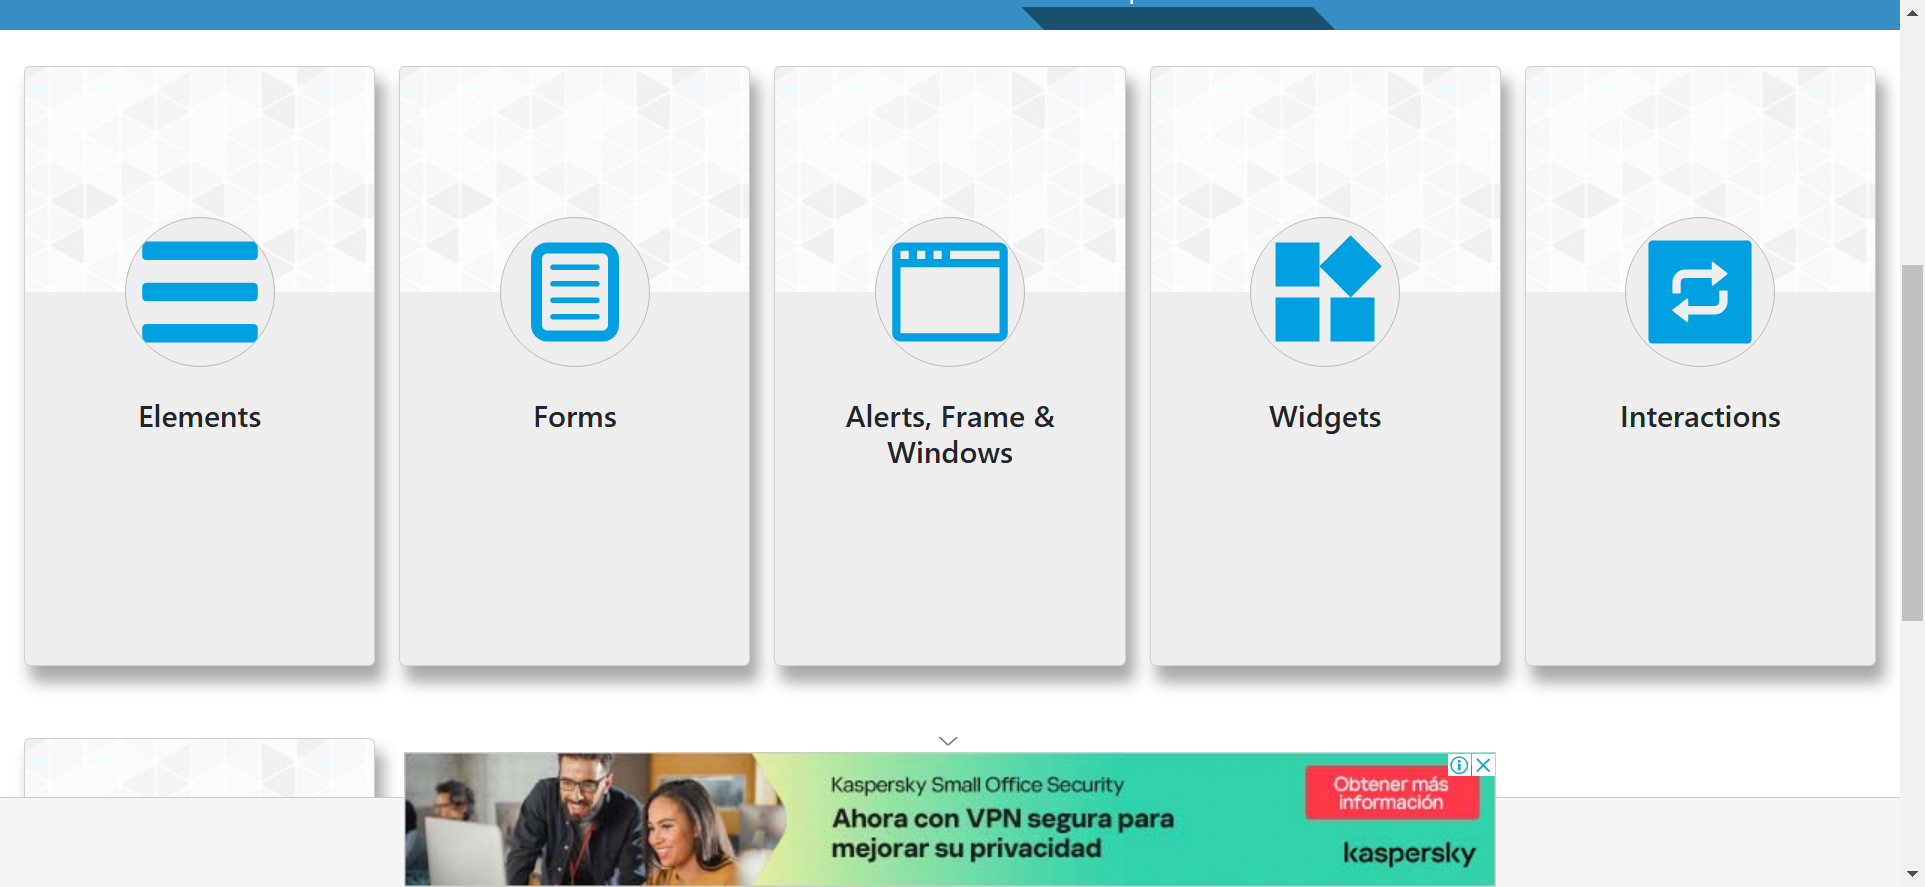 Elements
Forms
Alerts, Frame &
Windows
Widgets
Interactions
Kaspersky Small Office Security
Ahora con VPN segura para
mejorar su privacidad
Obtener más
información
kaspersky